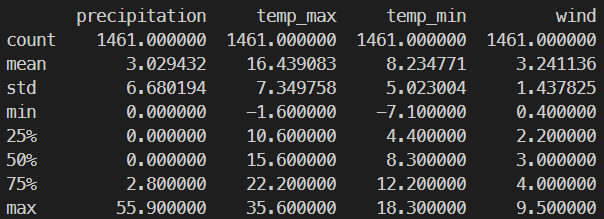 precipitation temp_max temp_min wind
count 1461.000000 1461.000000 1461.000000 1461.000000
mean 3.029432 16.439083 8.234771 3.241136
std 6.680194 7.349758 5.023004 1.437825
min 0.000000 −1.600000 −7.100000 0.400000
25% 0.000000 10.600000 4.400000 2.200000
50% 0.000000 15.600000 8.300000 3.000000
75% 2.800000 22.200000 12.200000 4.000000
max 55.900000 35.600000 18.300000 9.500000